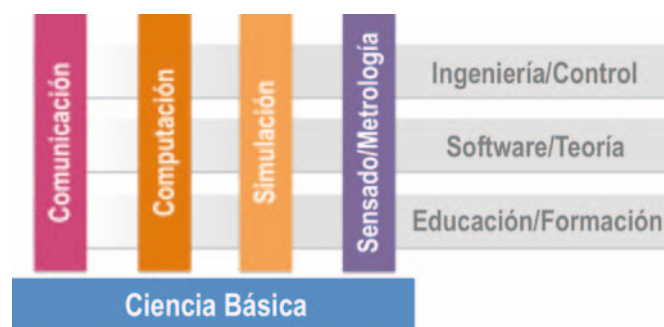 Comunicación
Computación
Simulación
Sensado/Metrología
Ingeniería/Control
Software/Teoría
Educación/Formación
Ciencia Básica